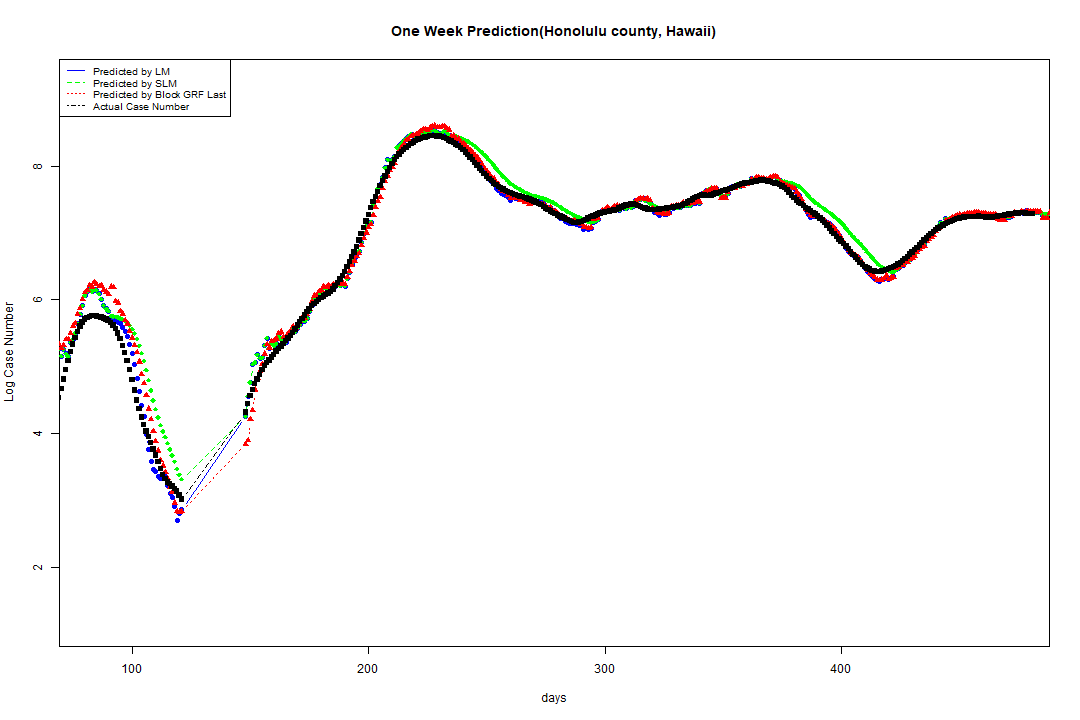 One Week Prediction(Honolulu county, Hawaii)
Predicted by LM
Predicted by SLM
Predicted by Block GRF Last
Actual Case Number
Log Case Number
8
6
4
2
100 200 300 400
days